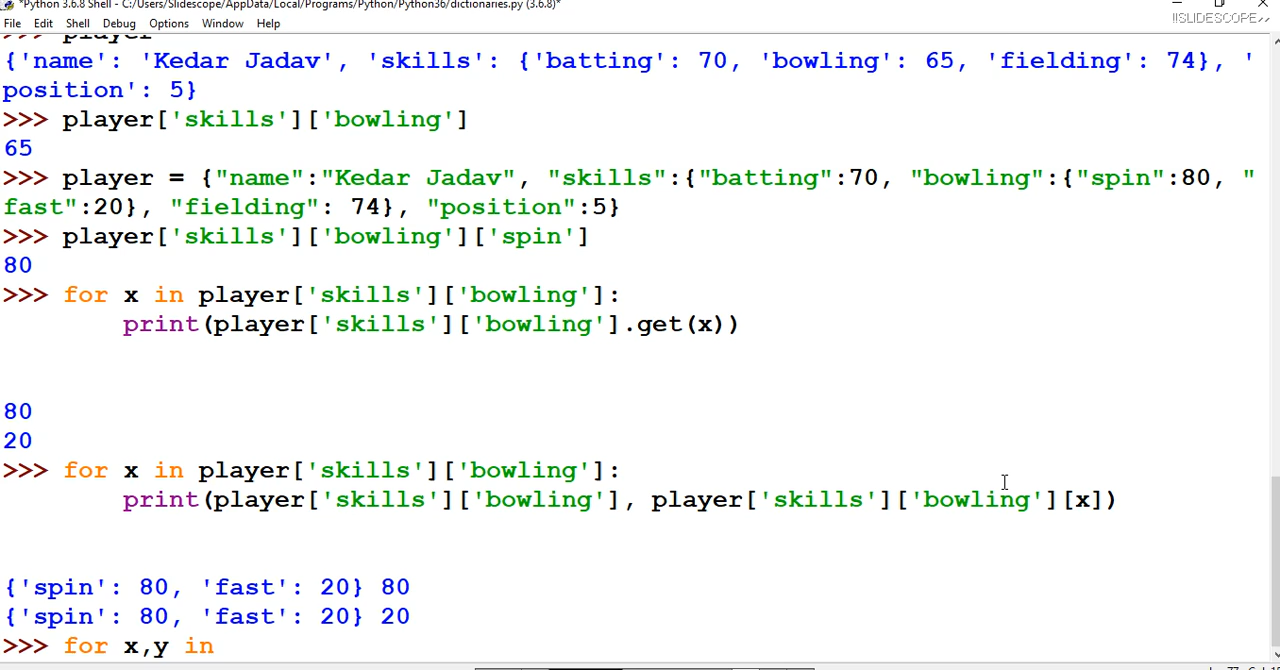 *Python 3.6.8 Shell - C:/Users/Slidescope/AppData/Local/Programs/Python/Python36/dictionaries.py (3.6.8)*
File Edit Shell Debug Options Window Help
!!SLIDESCOPE
>>> player
{'name': 'Kedar Jadav', 'skills': {'batting': 70, 'bowling': 65, 'fielding': 74}, '
position': 5}
>>> player['skills']['bowling']
65
>>> player = {"name":"Kedar Jadav", "skills":{"batting":70, "bowling":{"spin":80, "
fast":20}, "fielding": 74}, "position":5}
>>> player['skills']['bowling']['spin']
80
>>> for x in player['skills']['bowling']:
print(player['skills']['bowling'].get(x))
80
20
>>> for x in player['skills']['bowling']:
print(player['skills']['bowling'], player['skills']['bowling'][x])
{'spin': 80, 'fast': 20} 80
{'spin': 80, 'fast': 20} 20
>>> for x,y in